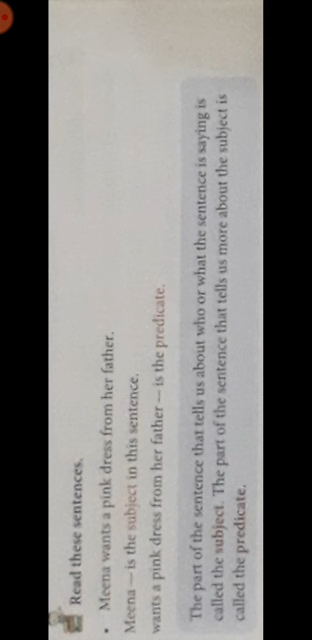 Read these sentences.
• Meena wants a pink dress from her father.
Meena — is the subject in this sentence.
wants a pink dress from her father — is the predicate.
The part of the sentence that tells us about who or what the sentence is saying is
called the subject. The part of the sentence that tells us more about the subject is
called the predicate.